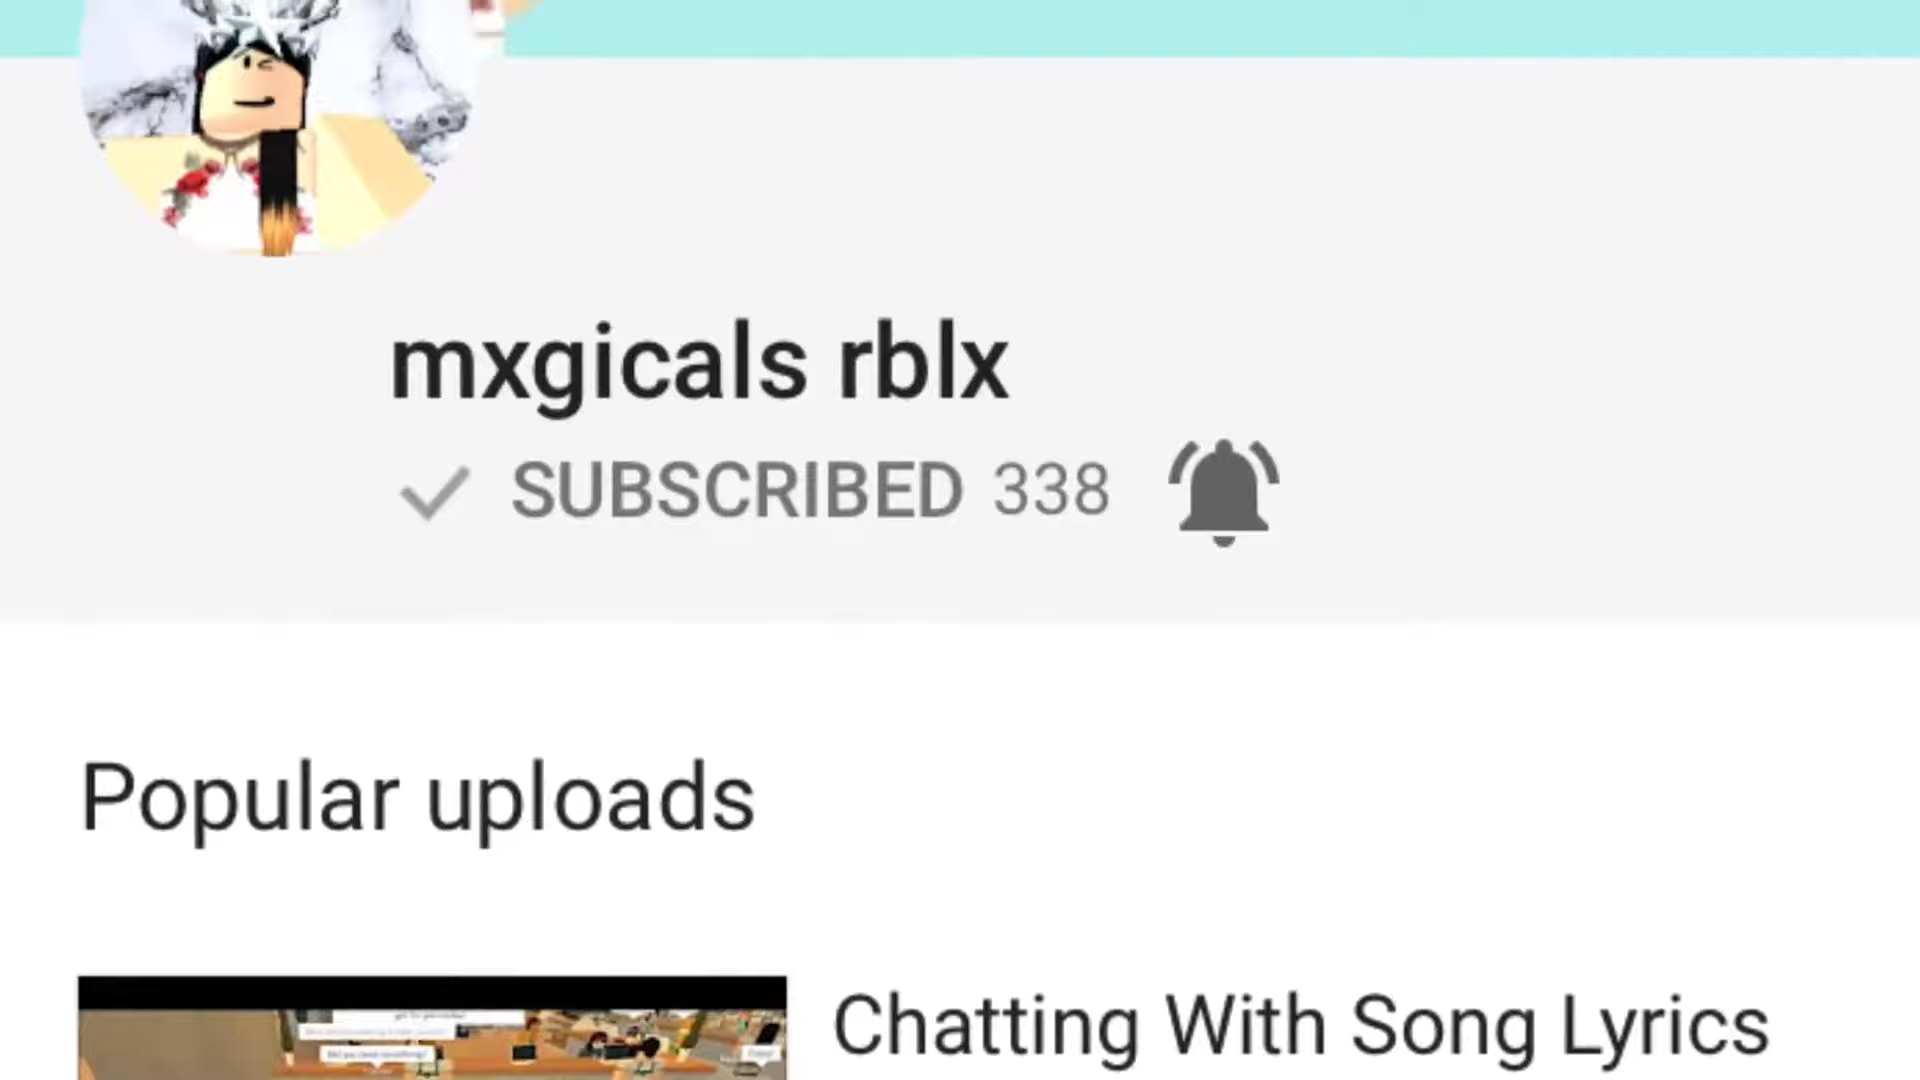 mxgicals rblx
SUBSCRIBED 338
Popular uploads
Chatting With Song Lyrics